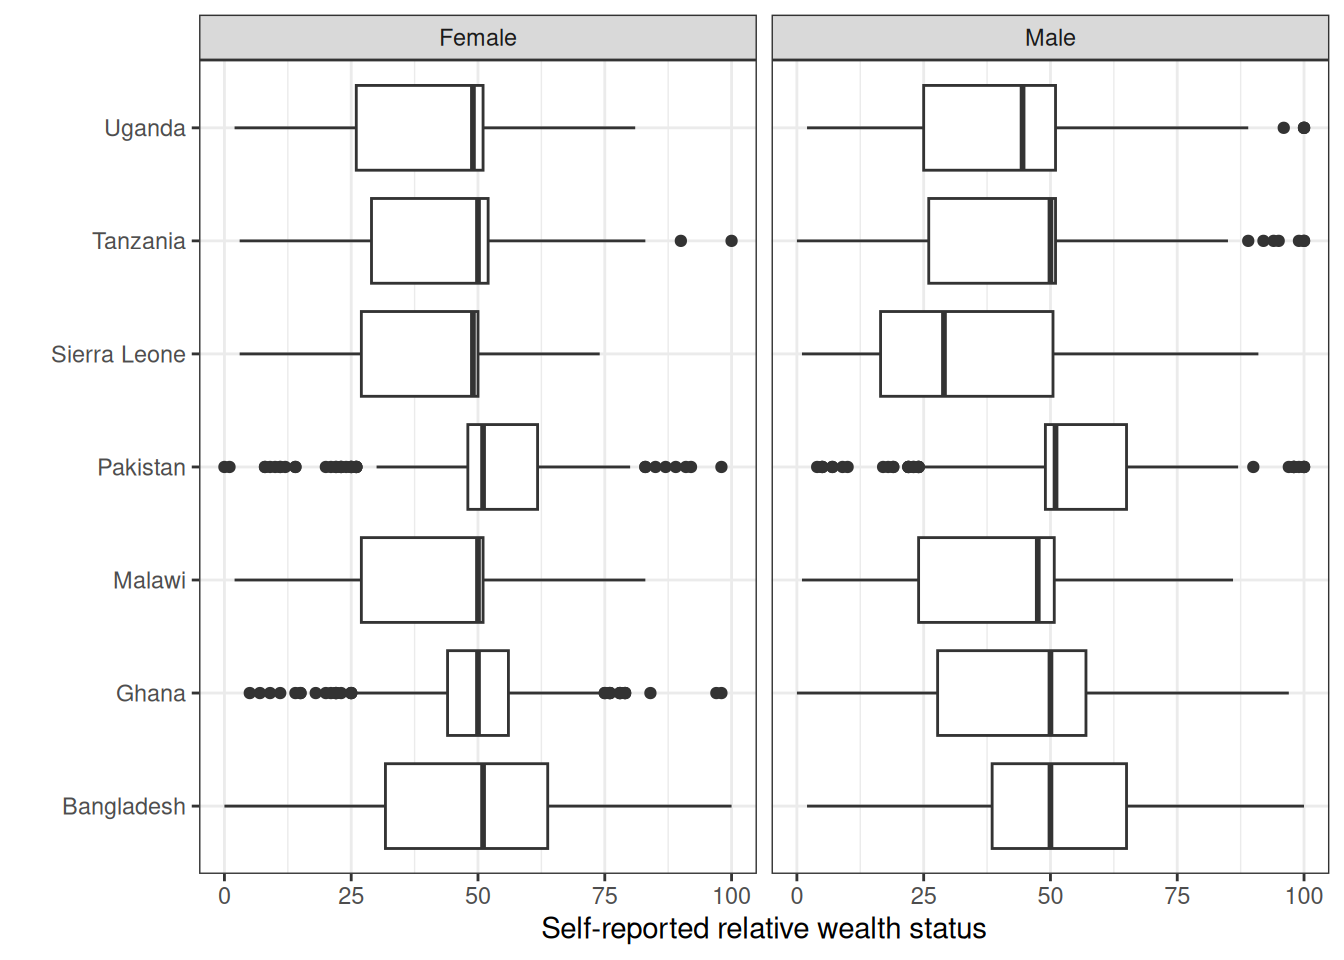 Female
Male
Uganda
Tanzania
Sierra Leone
Pakistan
Malawi
Ghana
Bangladesh
0 25 50 75 100
0 25 50 75 100
Self-reported relative wealth status